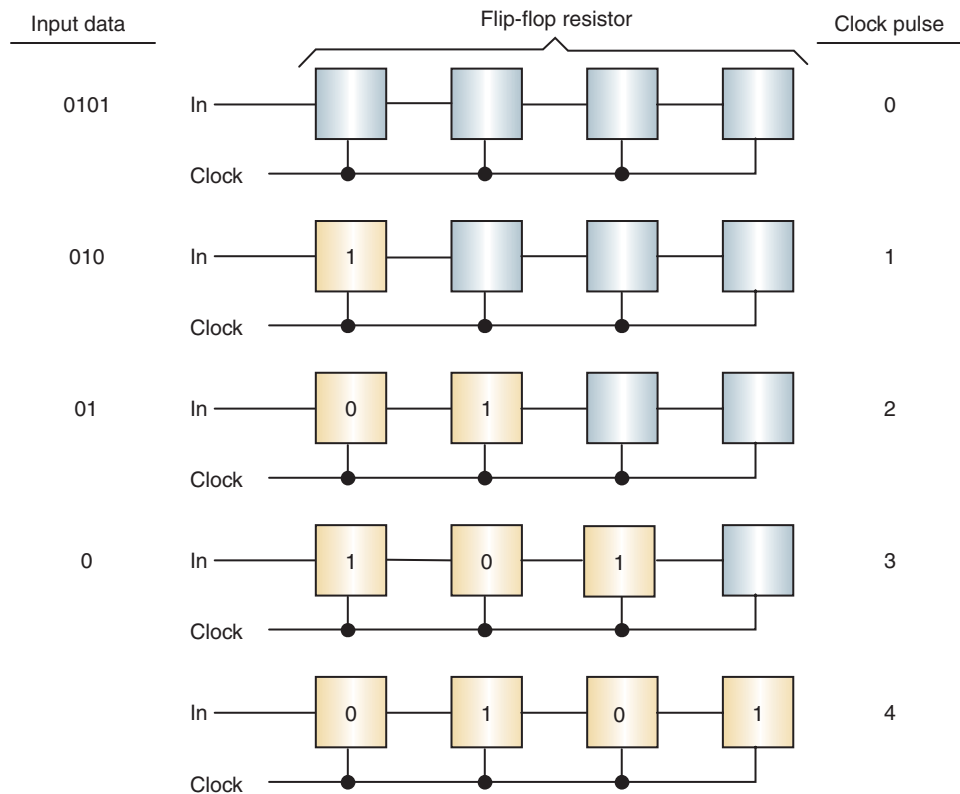 Input data Flip-flop resistor Clock pulse
0101 In 0
Clock
010 In 1 1
Clock
01 In 0 1 2
Clock
0 In 1 0 1 3
Clock
In 0 1 0 1 4
Clock